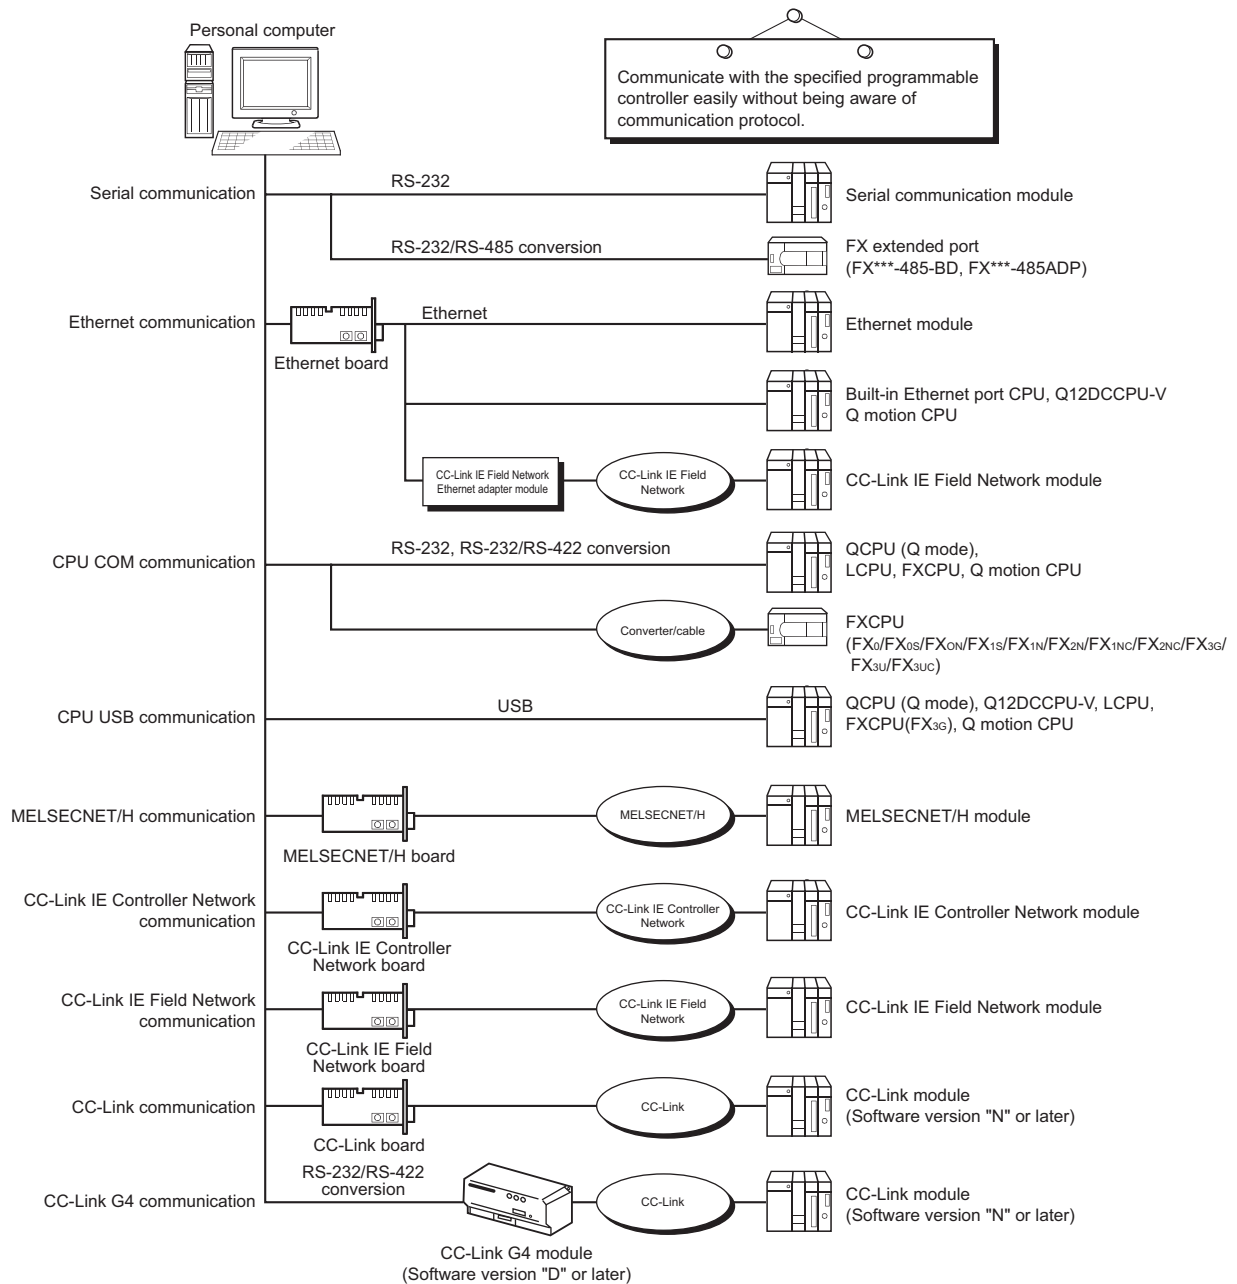 Personal computer
Communicate with the specified programmable
controller easily without being aware of
communication protocol.
Serial communication
RS-232
Serial communication module
RS-232/RS-485 conversion
FX extended port
(FX***-485-BD, FX***-485ADP)
Ethernet communication
Ethernet
Ethernet module
Ethernet board
Built-in Ethernet port CPU, Q12DCCPU-V
Q motion CPU
CC-Link IE Field Network
Ethernet adapter module
CC-Link IE Field
Network
CC-Link IE Field Network module
CPU COM communication
RS-232, RS-232/RS-422 conversion
QCPU (Q mode),
LCPU, FXCPU, Q motion CPU
Converter/cable
FXCPU
(FX0/FX0S/FXON/FX1S/FX1N/FX2N/FX1NC/FX2NC/FX3G/
FX3U/FX3UC)
CPU USB communication
USB
QCPU (Q mode), Q12DCCPU-V, LCPU,
FXCPU(FX3G), Q motion CPU
MELSECNET/H communication
MELSECNET/H board
MELSECNET/H
MELSECNET/H module
CC-Link IE Controller Network
communication
CC-Link IE Controller
Network board
CC-Link IE Controller
Network
CC-Link IE Controller Network module
CC-Link IE Field Network
communication
CC-Link IE Field
Network board
CC-Link IE Field
Network
CC-Link IE Field Network module
CC-Link communication
CC-Link board
CC-Link
CC-Link module
(Software version "N" or later)
CC-Link G4 communication
RS-232/RS-422
conversion
CC-Link G4 module
(Software version "D" or later)
CC-Link
CC-Link module
(Software version "N" or later)